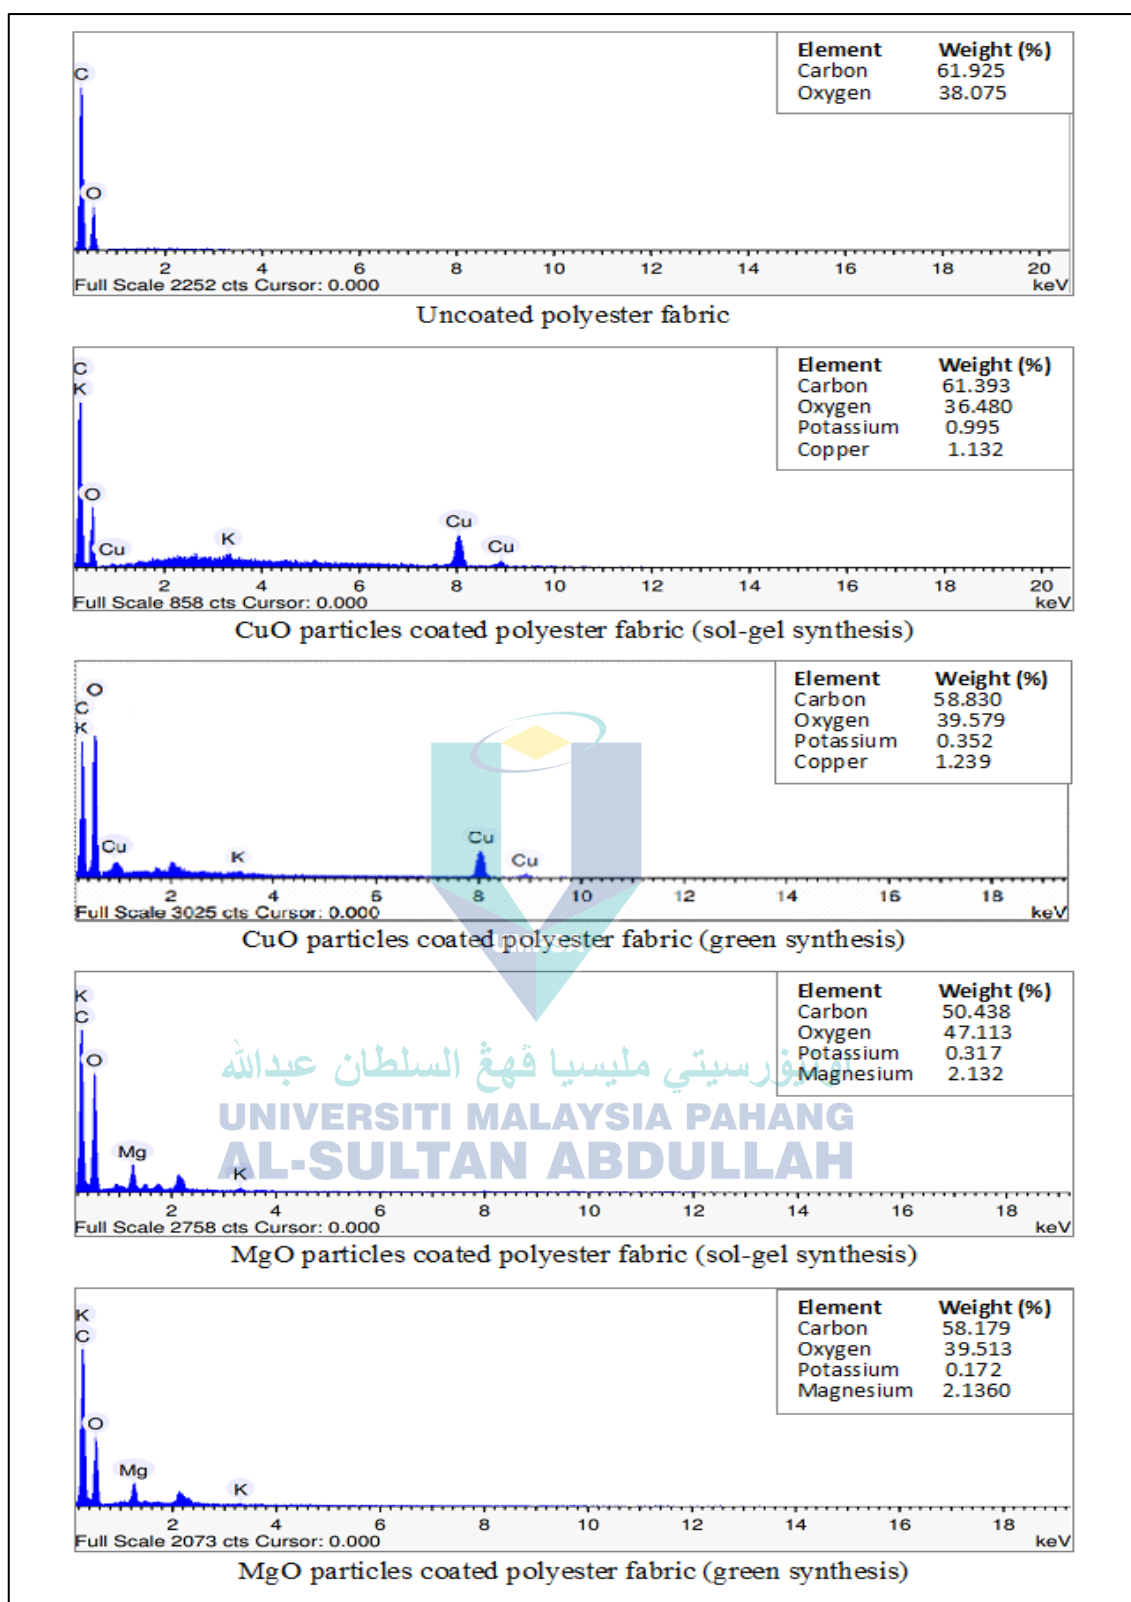 Element Weight (%)
Carbon 61.925
Oxygen 38.075
C
O
2 4 6 8 10 12 14 16 18 20
Full Scale 2252 cts Cursor: 0.000 keV
Uncoated polyester fabric
Element Weight (%)
Carbon 61.393
Oxygen 36.480
Potassium 0.995
Copper 1.132
C
K
O
Cu K Cu Cu
2 4 6 8 10 12 14 16 18 20
Full Scale 858 cts Cursor: 0.000 keV
CuO particles coated polyester fabric (sol-gel synthesis)
Element Weight (%)
Carbon 58.830
Oxygen 39.579
Potassium 0.352
Copper 1.239
O
C
K
Cu K Cu Cu
2 4 6 8 10 12 14 16 18
Full Scale 3025 cts Cursor: 0.000 keV
CuO particles coated polyester fabric (green synthesis)
Element Weight (%)
Carbon 50.438
Oxygen 47.113
Potassium 0.317
Magnesium 2.132
K
C
O
Mg K
2 4 6 8 10 12 14 16 18
Full Scale 2758 cts Cursor: 0.000 keV
اونيۏرسيتي مليسيا ڤهڠ السلطان عبدالله
UNIVERSITI MALAYSIA PAHANG
AL-SULTAN ABDULLAH
MgO particles coated polyester fabric (sol-gel synthesis)
Element Weight (%)
Carbon 58.179
Oxygen 39.513
Potassium 0.172
Magnesium 2.1360
K
C
O
Mg K
2 4 6 8 10 12 14 16 18
Full Scale 2073 cts Cursor: 0.000 keV
MgO particles coated polyester fabric (green synthesis)